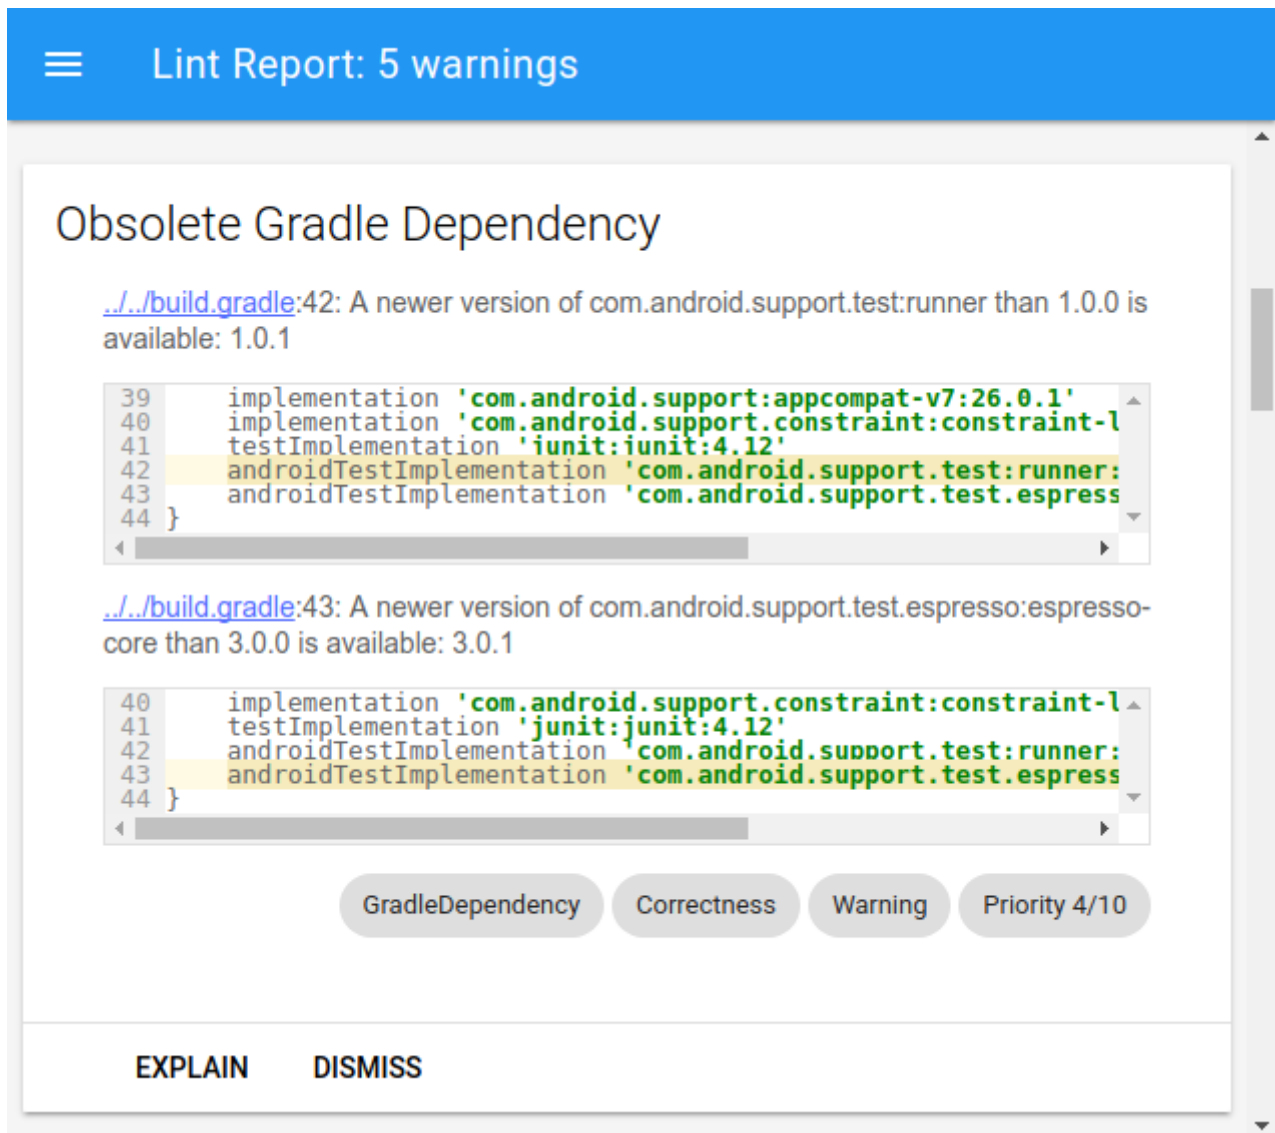 Lint Report: 5 warnings
Obsolete Gradle Dependency
../../build.gradle:42: A newer version of com.android.support.test:runner than 1.0.0 is
available: 1.0.1
39 implementation 'com.android.support:appcompat-v7:26.0.1'
40 implementation 'com.android.support.constraint:constraint-l
41 testImplementation 'junit:junit:4.12'
42 androidTestImplementation 'com.android.support.test:runner:
43 androidTestImplementation 'com.android.support.test.espress
44 }
../../build.gradle:43: A newer version of com.android.support.test.espresso:espresso-
core than 3.0.0 is available: 3.0.1
40 implementation 'com.android.support.constraint:constraint-l
41 testImplementation 'junit:junit:4.12'
42 androidTestImplementation 'com.android.support.test:runner:
43 androidTestImplementation 'com.android.support.test.espress
44 }
GradleDependency Correctness Warning Priority 4/10
EXPLAIN DISMISS